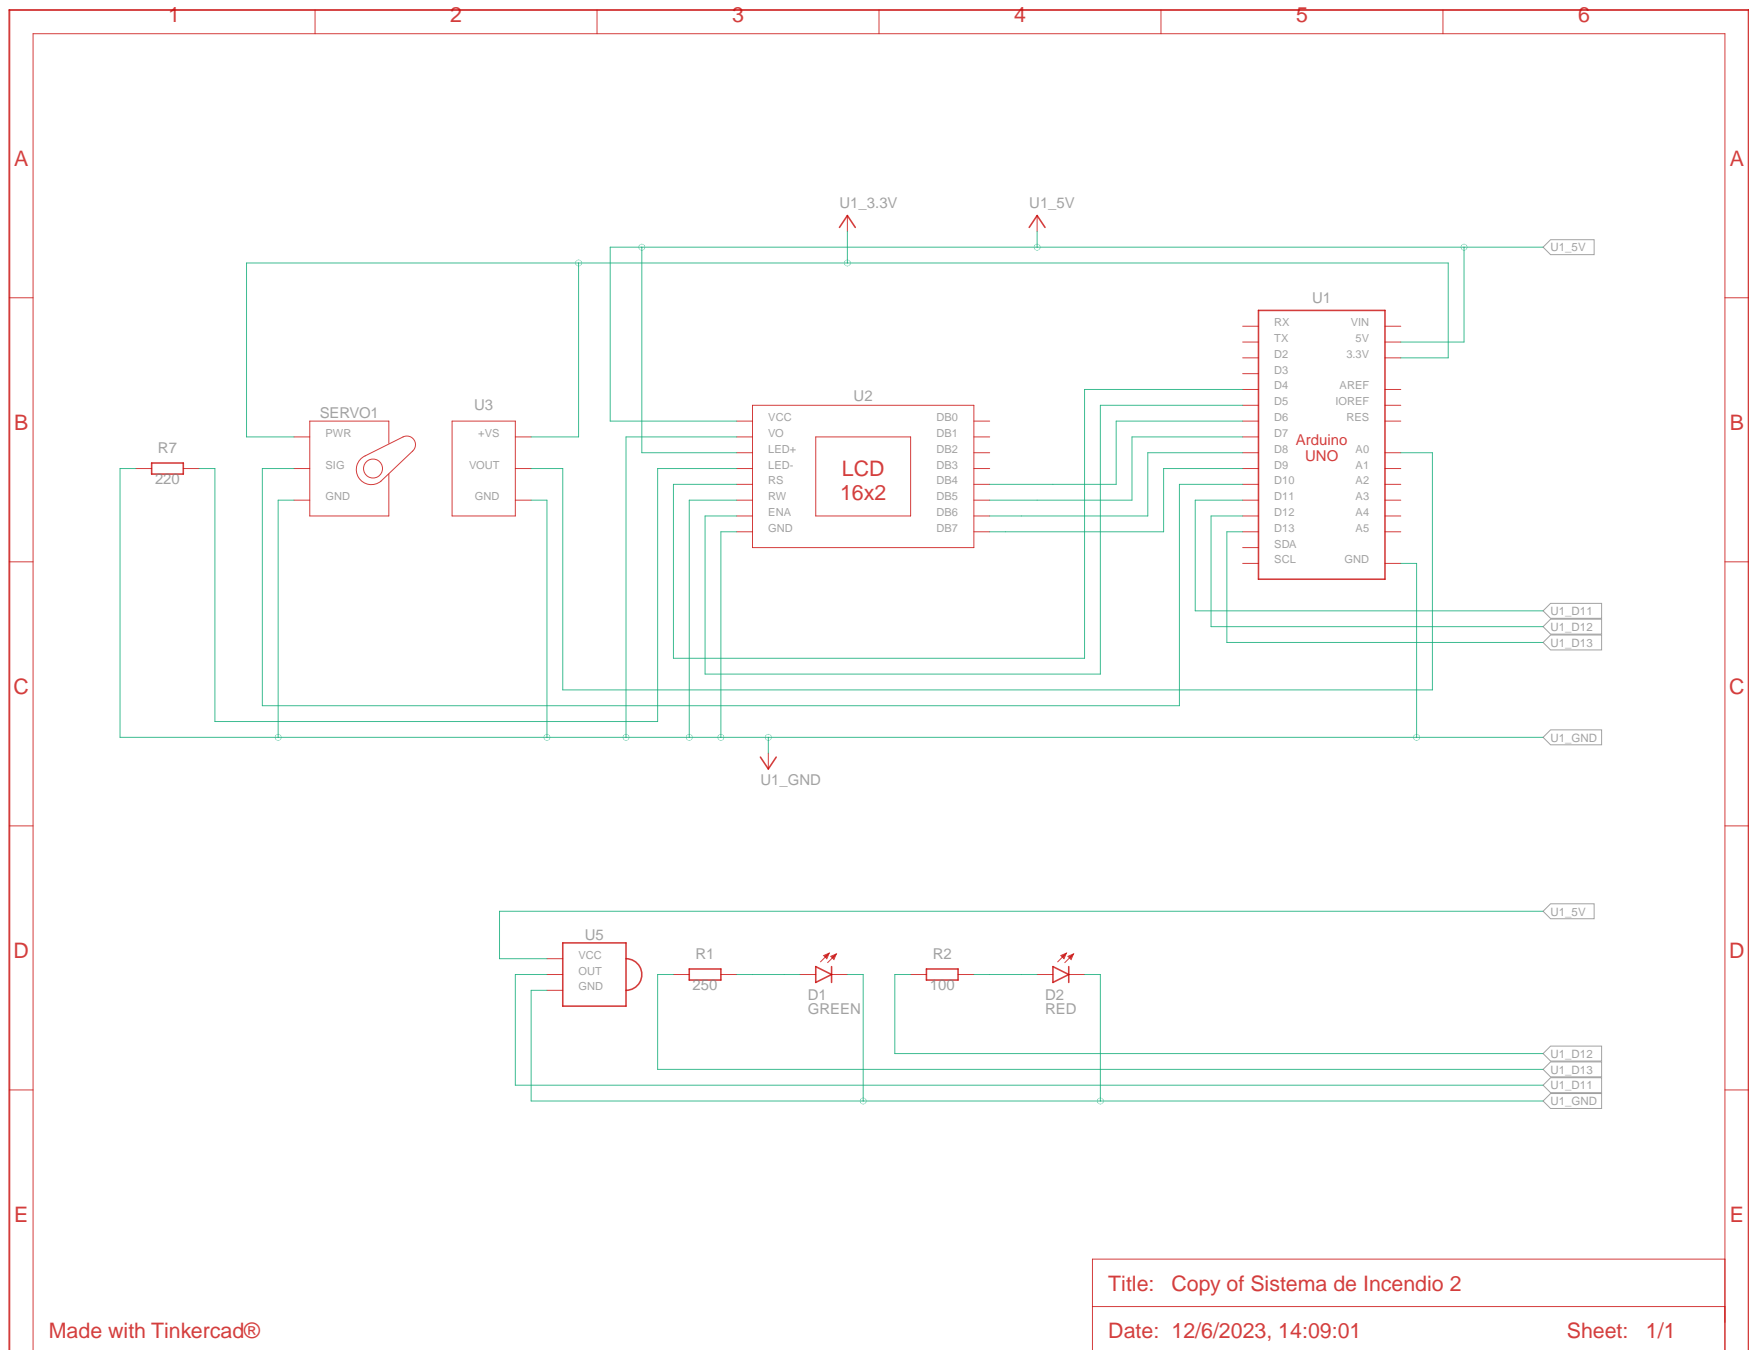 1 2 3 4 5 6
A A
U1_3.3V U1_5V
U1_5V
U1
RX VIN
TX 5V
D2 3.3V
D3
D4 AREF
D5 IOREF
D6 RES
D7
D8 A0
D9 A1
D10 A2
D11 A3
D12 A4
D13 A5
SDA
SCL GND
Arduino
UNO
B B
U2
VCC DB0
VO DB1
LED+ DB2
LED- DB3
RS DB4
RW DB5
ENA DB6
GND DB7
LCD
16x2
U3
+VS
VOUT
GND
SERVO1
PWR
SIG
GND
R7
220
U1_D11
U1_D12
U1_D13
C C
U1_GND
U1_GND
U1_5V
D D
U5
VCC
OUT
GND
R1
250
D1
GREEN
R2
100
D2
RED
U1_D12
U1_D13
U1_D11
U1_GND
E E
Title: Copy of Sistema de Incendio 2
Made with Tinkercad®
Date: 12/6/2023, 14:09:01 Sheet: 1/1